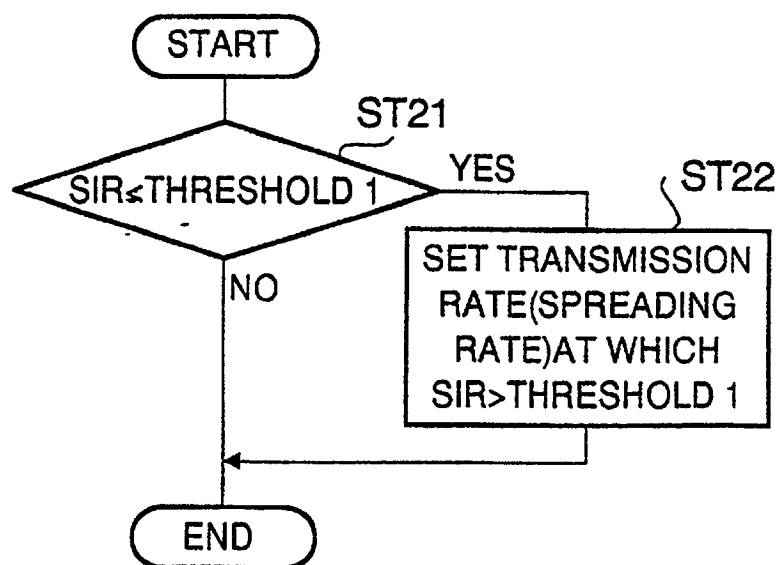 START
ST21
SIR≤THRESHOLD 1
YES
ST22
SET TRANSMISSION
RATE(SPREADING
RATE)AT WHICH
SIR>THRESHOLD 1
NO
END